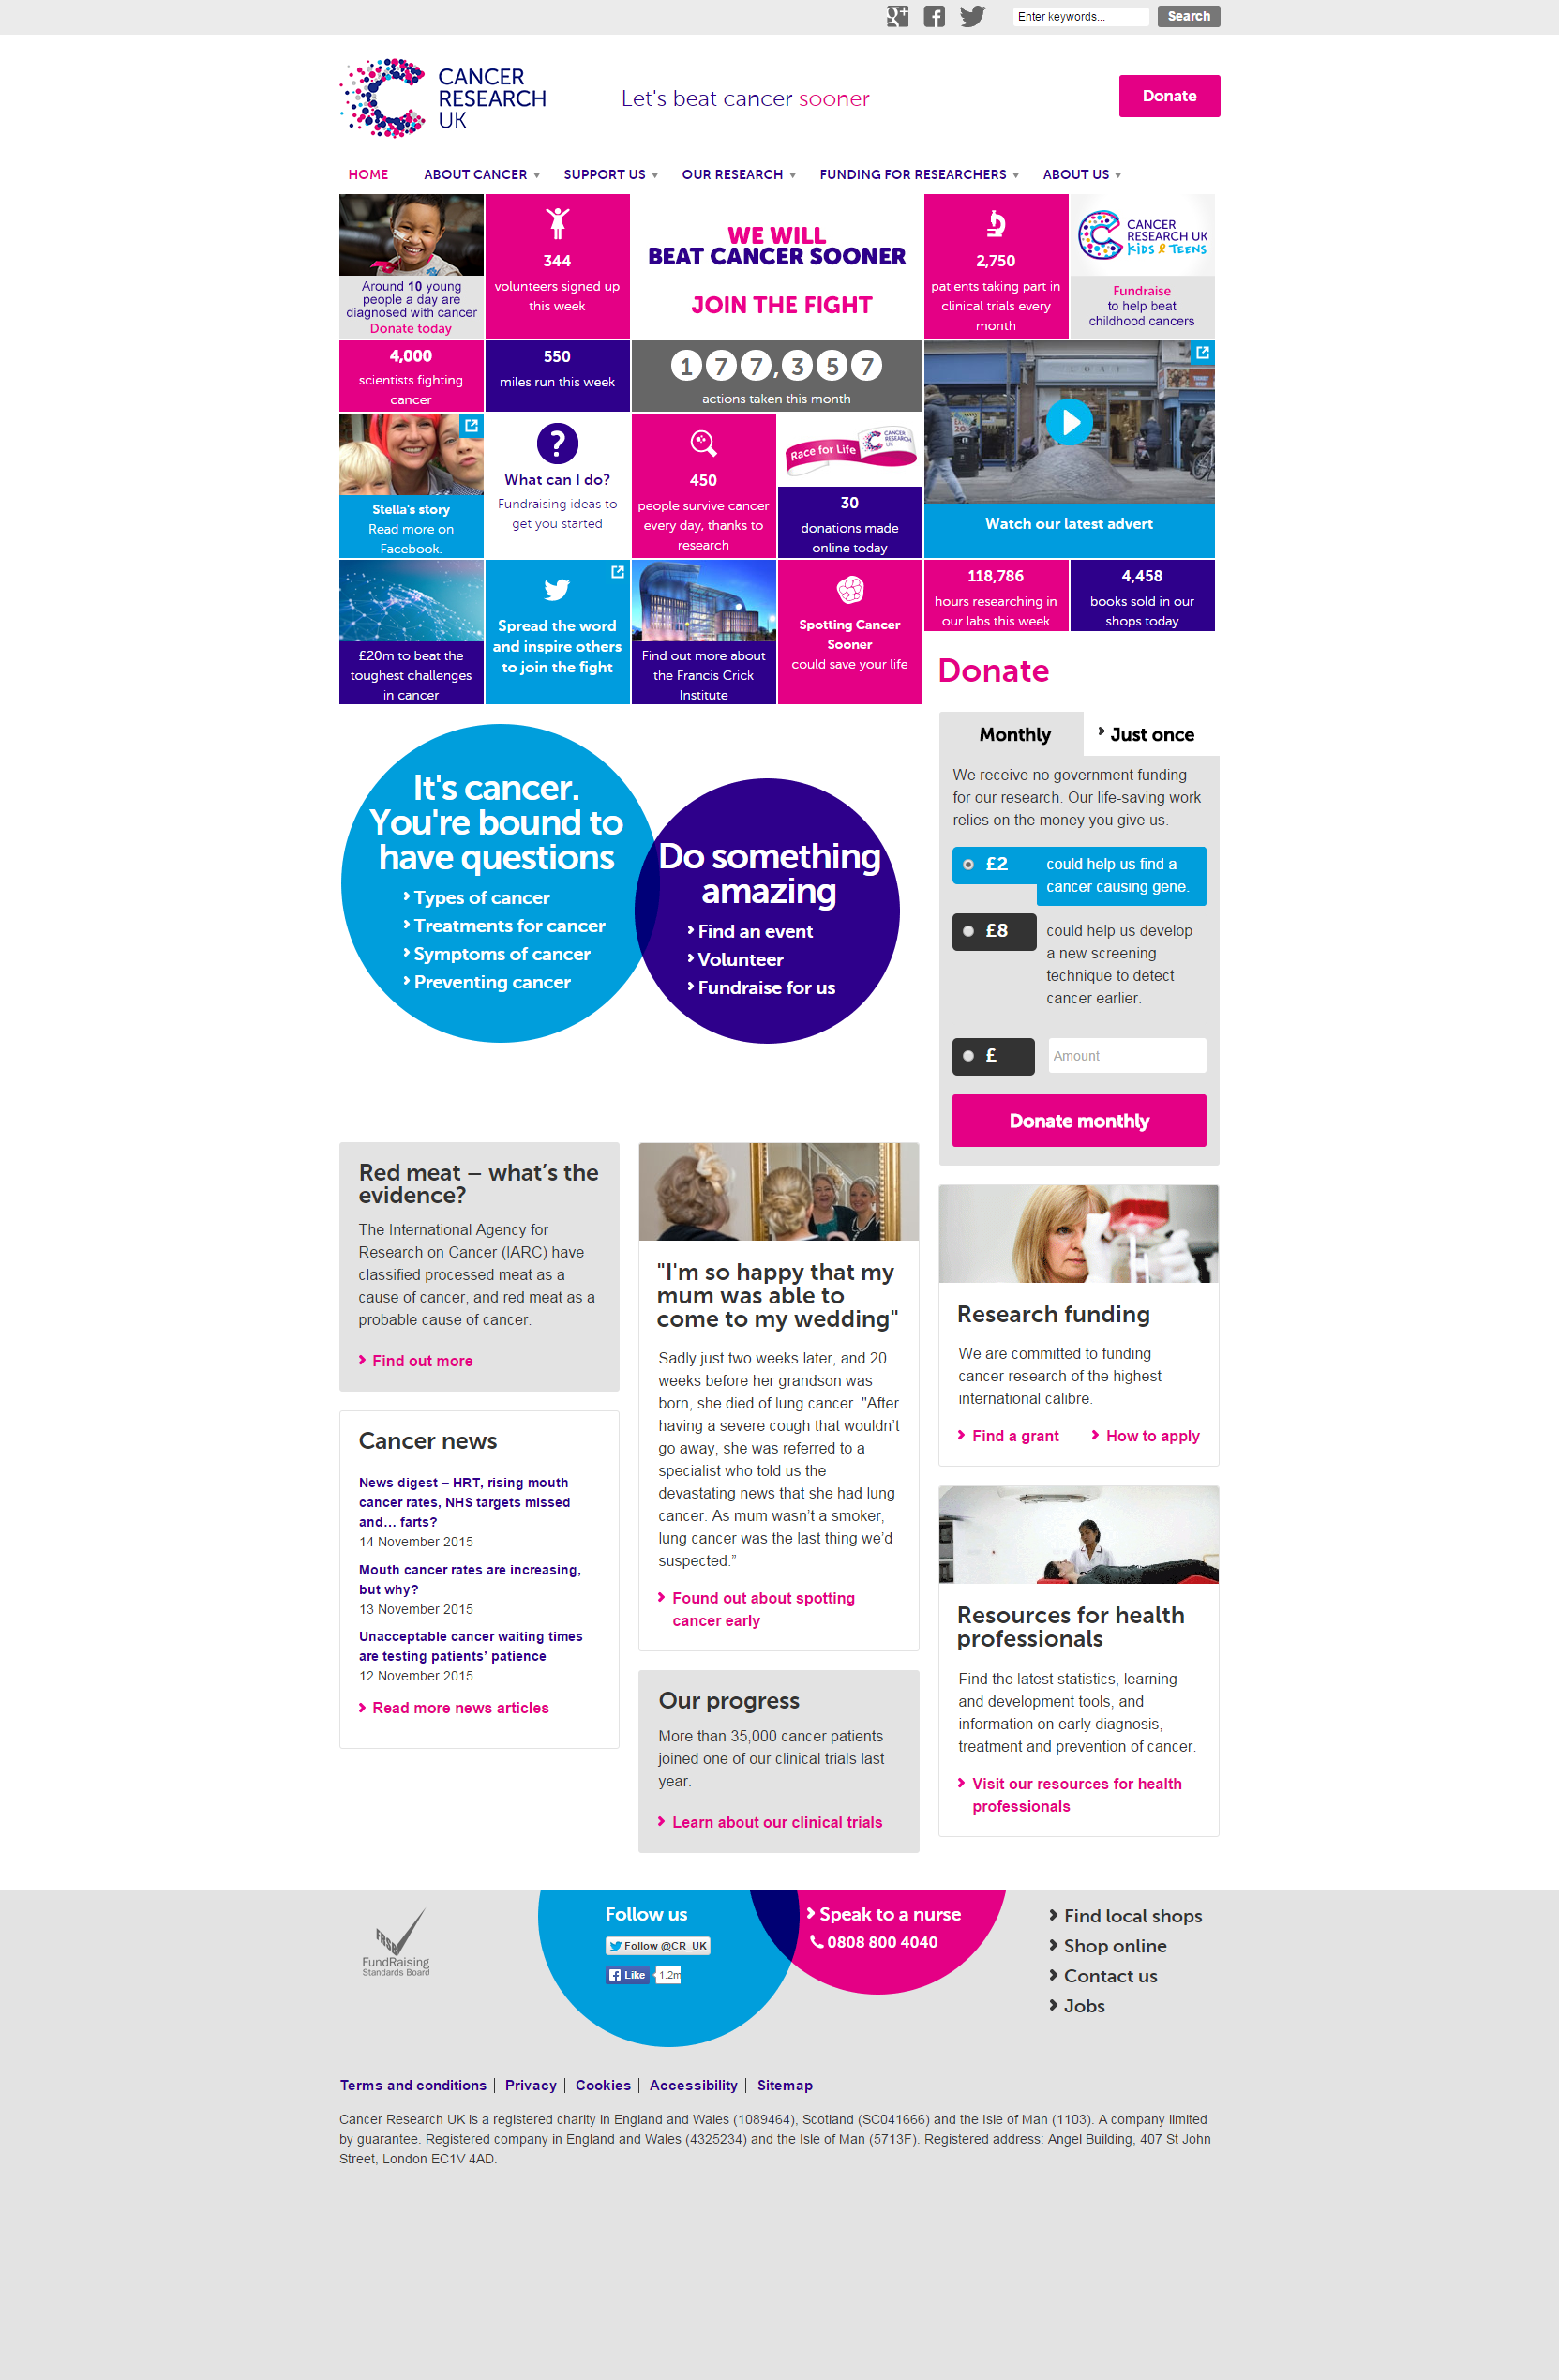 Enter keywords...
Search
CANCER
RESEARCH
UK
Let's beat cancer sooner
Donate
HOME
ABOUT CANCER
SUPPORT US
OUR RESEARCH
FUNDING FOR RESEARCHERS
ABOUT US
Around 10 young
people a day are
diagnosed with cancer
Donate today
344
volunteers signed up
this week
WE WILL
BEAT CANCER SOONER
JOIN THE FIGHT
2,750
patients taking part in
clinical trials every
month
CANCER
RESEARCH UK
KiDS & TEENS
Fundraise
to help beat
childhood cancers
4,000
scientists fighting
cancer
550
miles run this week
177,357
actions taken this month
Stella's story
Read more on
Facebook.
?
What can I do?
Fundraising ideas to
get you started
450
people survive cancer
every day, thanks to
research
Race for Life
CANCER
RESEARCH
UK
30
donations made
online today
Watch our latest advert
£20m to beat the
toughest challenges
in cancer
Spread the word
and inspire others
to join the fight
Find out more about
the Francis Crick
Institute
Spotting Cancer
Sooner
could save your life
118,786
hours researching in
our labs this week
4,458
books sold in our
shops today
Donate
Monthly
Just once
We receive no government funding
for our research. Our life-saving work
relies on the money you give us.
£2
could help us find a
cancer causing gene.
£8
could help us develop
a new screening
technique to detect
cancer earlier.
£
Amount
Donate monthly
It's cancer.
You're bound to
have questions
Types of cancer
Treatments for cancer
Symptoms of cancer
Preventing cancer
Do something
amazing
Find an event
Volunteer
Fundraise for us
Red meat – what’s the
evidence?
The International Agency for
Research on Cancer (IARC) have
classified processed meat as a
cause of cancer, and red meat as a
probable cause of cancer.
Find out more
Cancer news
News digest – HRT, rising mouth
cancer rates, NHS targets missed
and… farts?
14 November 2015
Mouth cancer rates are increasing,
but why?
13 November 2015
Unacceptable cancer waiting times
are testing patients’ patience
12 November 2015
Read more news articles
"I'm so happy that my
mum was able to
come to my wedding"
Sadly just two weeks later, and 20
weeks before her grandson was
born, she died of lung cancer. "After
having a severe cough that wouldn’t
go away, she was referred to a
specialist who told us the
devastating news that she had lung
cancer. As mum wasn’t a smoker,
lung cancer was the last thing we’d
suspected.”
Found out about spotting
cancer early
Our progress
More than 35,000 cancer patients
joined one of our clinical trials last
year.
Learn about our clinical trials
Research funding
We are committed to funding
cancer research of the highest
international calibre.
Find a grant
How to apply
Resources for health
professionals
Find the latest statistics, learning
and development tools, and
information on early diagnosis,
treatment and prevention of cancer.
Visit our resources for health
professionals
FRSB
FundRaising
Standards Board
Follow us
Follow @CR_UK
Like
1.2m
Speak to a nurse
0808 800 4040
Find local shops
Shop online
Contact us
Jobs
Terms and conditions
Privacy
Cookies
Accessibility
Sitemap
Cancer Research UK is a registered charity in England and Wales (1089464), Scotland (SC041666) and the Isle of Man (1103). A company limited
by guarantee. Registered company in England and Wales (4325234) and the Isle of Man (5713F). Registered address: Angel Building, 407 St John
Street, London EC1V 4AD.